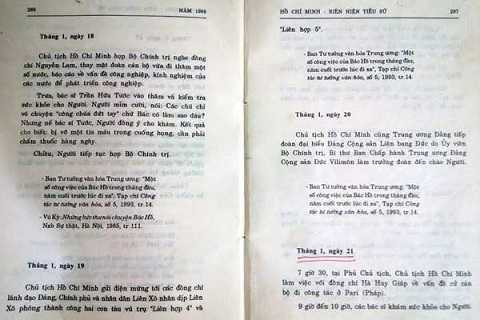 286
NĂM 1969
Tháng 1, ngày 18
Chủ tịch Hồ Chí Minh họp Bộ Chính trị nghe đồng
chí Nguyễn Lam, thay mặt đoàn cán bộ vừa đi thăm một
số nước, báo cáo về vấn đề công nghiệp, kinh nghiệm của
các nước để phát triển công nghiệp.
Trưa, bác sĩ Trần Hữu Tước vào thăm và kiểm tra
sức khỏe cho Người. Người mỉm cười, nói: Các chú chỉ
vẽ chuyện "công chúa đứt tay" chứ Bác có làm sao đâu?
Nhưng nể bác sĩ Tước, Người đồng ý cho khám. Kết quả
cho biết: bị vỡ một tia máu trong cuống họng, cần phải
chấm thuốc hàng ngày.
Chiều, Người tiếp tục họp Bộ Chính trị.
- Ban Tư tưởng văn hóa Trung ương: "Một
số công việc của Bác Hồ trong tháng đầu,
năm cuối trước lúc đi xa", Tạp chí Công
tác tư tưởng văn hóa, số 5, 1993, tr.14.
- Vũ Kỳ: Những bức thư nối chuyện Bác Hồ,
Nxb Sự thật, Hà Nội, 1985, tr 111.
Tháng 1, ngày 19
Chủ tịch Hồ Chí Minh gửi điện mừng tới các đồng chí
lãnh đạo Đảng, Chính phủ và nhân dân Liên Xô nhân dịp Liên
Xô phóng thành công hai con tàu vũ trụ "Liên hợp 4" và
HỒ CHÍ MINH - BIÊN NIÊN TIỂU SỬ
287
"Liên hợp 5".
- Ban Tư tưởng văn hóa Trung ương: "Một
số công việc của Bác Hồ trong tháng đầu,
năm cuối trước lúc đi xa", Tạp chí Công
tác tư tưởng văn hóa, số 5, 1993, tr 14.
Tháng 1, ngày 20
Chủ tịch Hồ Chí Minh cùng Trung ương Đảng tiếp
đoàn đại biểu Đảng Cộng sản Liên bang Đức do Ủy viên
Bộ Chính trị, Bí thư Ban Chấp hành Trung ương Đảng
Cộng sản Đức Vilimôn làm trưởng đoàn đến chào Người.
- Ban Tư tưởng văn hóa Trung ương: "Một
số công việc của Bác Hồ trong tháng đầu,
năm cuối trước lúc đi xa", Tạp chí Công
tác tư tưởng văn hóa, số 5, 1993, tr.14.
Tháng 1, ngày 21
7 giờ 30, tại Phủ Chủ tịch, Chủ tịch Hồ Chí Minh
làm việc với đồng chí Hà Huy Giáp về vấn đề cử cán
bộ đi công tác ở Pari (Pháp).
9 giờ đến 10 giờ, các bác sĩ khám sức khỏe cho Người.